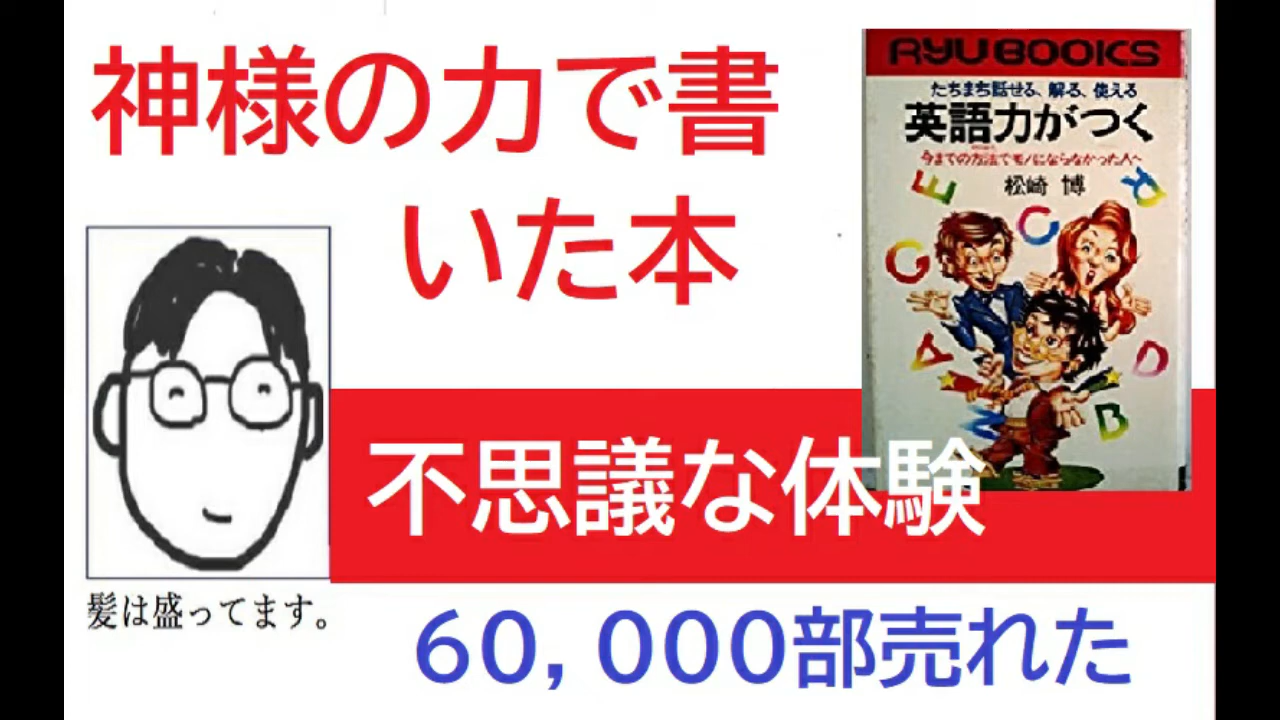 神様の力で書
いた本
RYU BOOKS
たちまち話せる、解る、使える
英語力がつく
今までの方法でモノにならなかった人へ
松崎 博
E
R
C
G
A
D
N
B
不思議な体験
髪は盛ってます。
60,000部売れた